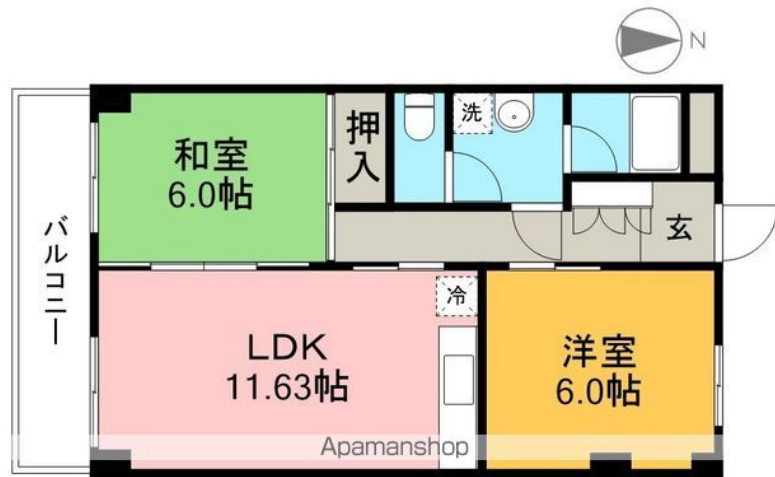 N
和室
6.0帖
押
入
洗
玄
バルコニー
LDK
11.63帖
冷
洋室
6.0帖
Apamanshop